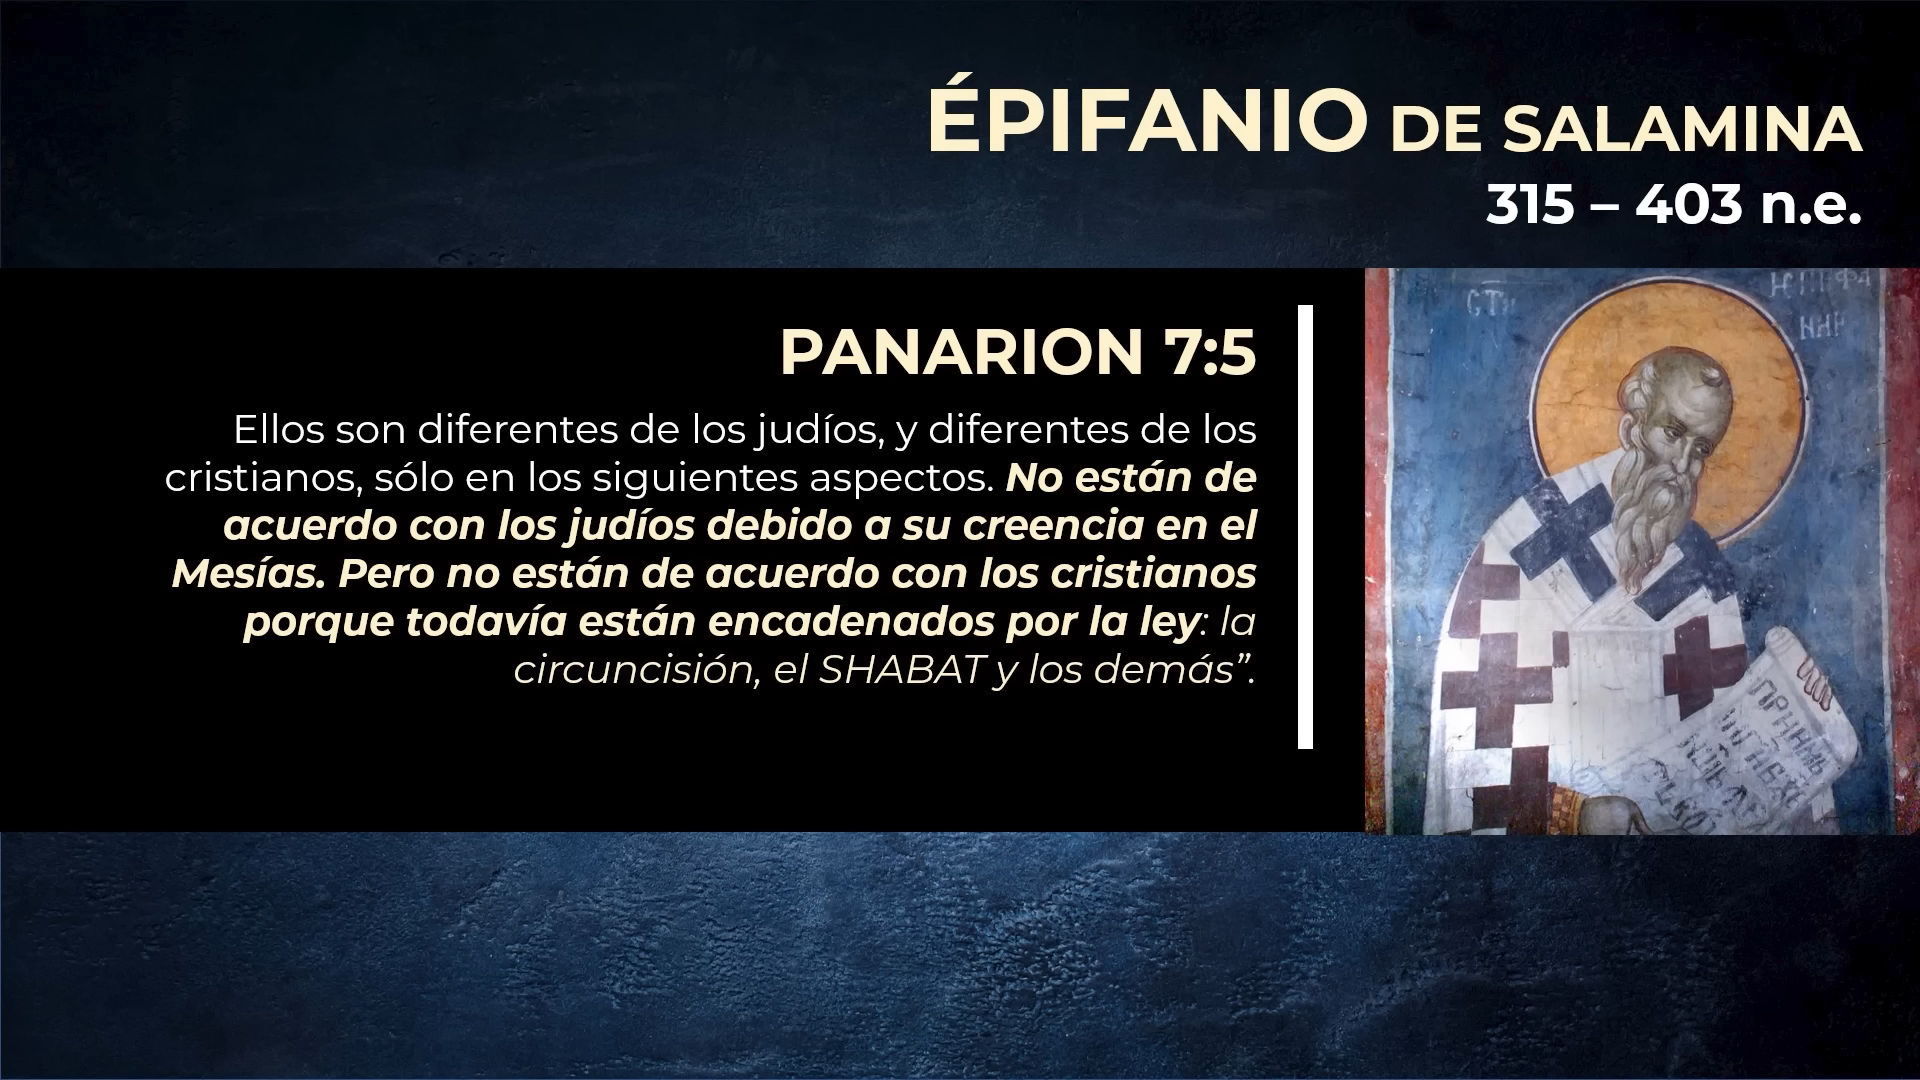 ÉPIFANIO DE SALAMINA
315 – 403 n.e.
PANARION 7:5
Ellos son diferentes de los judíos, y diferentes de los
cristianos, sólo en los siguientes aspectos. No están de
acuerdo con los judíos debido a su creencia en el
Mesías. Pero no están de acuerdo con los cristianos
porque todavía están encadenados por la ley: la
circuncisión, el SHABAT y los demás”.